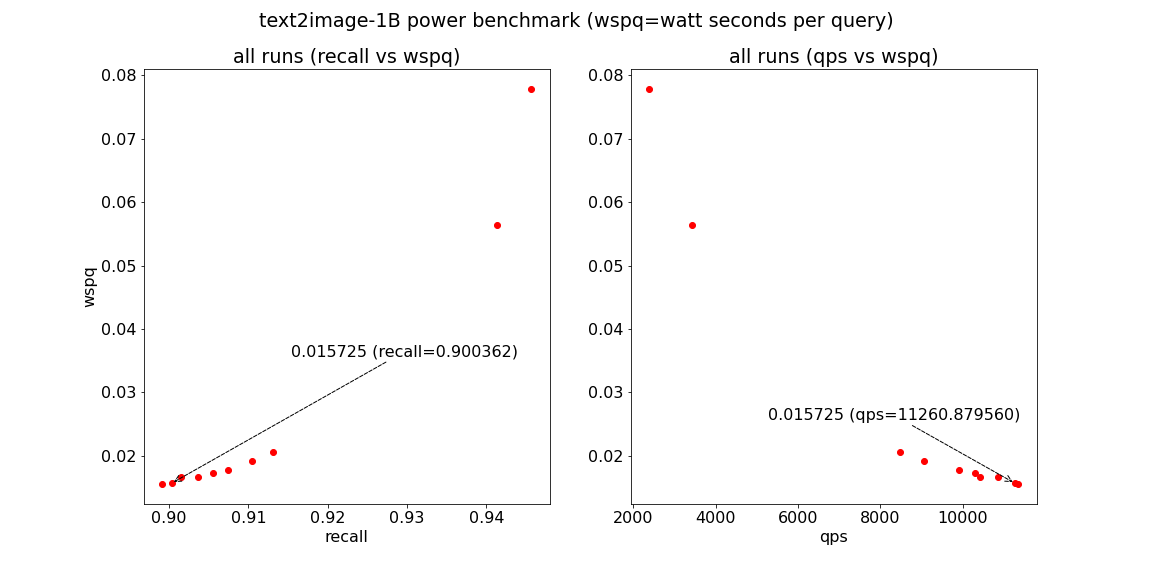 text2image-1B power benchmark (wspq=watt seconds per query)
all runs (recall vs wspq)
0.08
0.07
0.06
0.05
0.04
0.03
0.02
wspq
0.015725 (recall=0.900362)
0.90 0.91 0.92 0.93 0.94
recall
all runs (qps vs wspq)
0.08
0.07
0.06
0.05
0.04
0.03
0.02
0.015725 (qps=11260.879560)
2000 4000 6000 8000 10000
qps